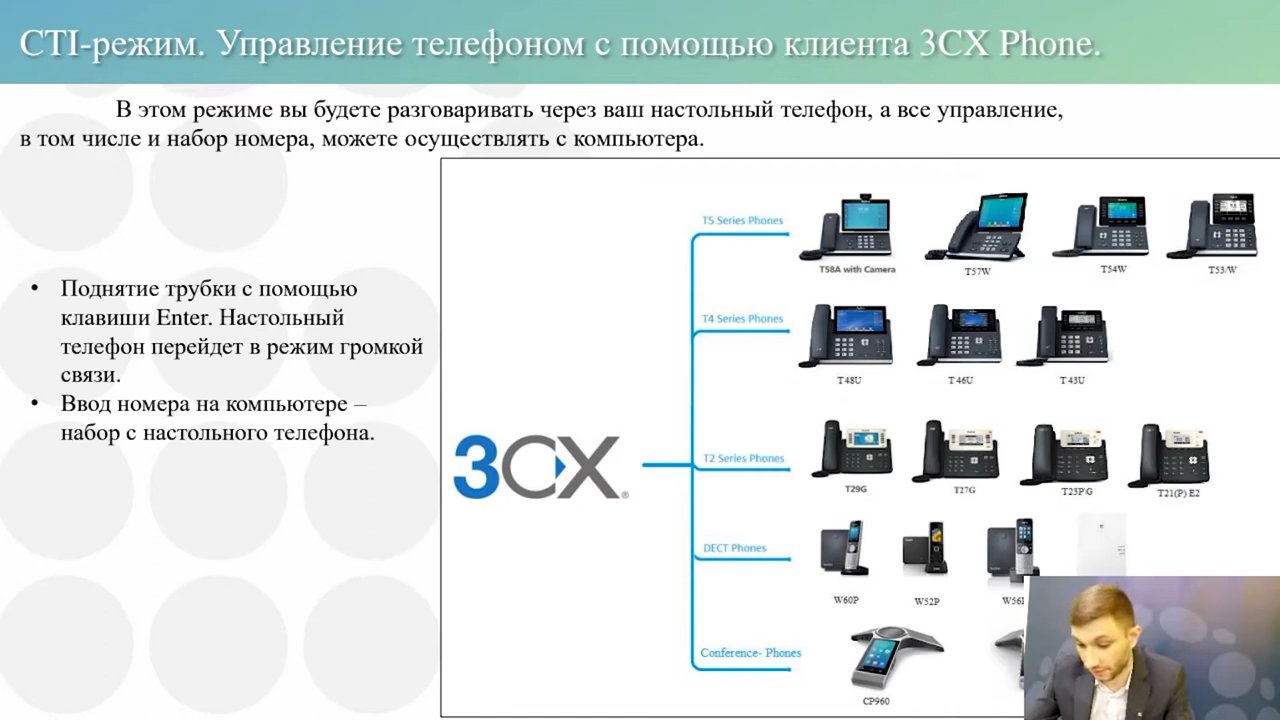 CTI-режим. Управление телефоном с помощью клиента 3CX Phone.
В этом режиме вы будете разговаривать через ваш настольный телефон, а все управление,
в том числе и набор номера, можете осуществлять с компьютера.
• Поднятие трубки с помощью
клавиши Enter. Настольный
телефон перейдет в режим громкой
связи.
• Ввод номера на компьютере –
набор с настольного телефона.
3CX®
T5 Series Phones
T58A with Camera
T57W
T54W
T53/W
T4 Series Phones
T48U
T 46U
T 43U
T2 Series Phones
T29G
T27G
T23P\G
T21(P) E2
DECT Phones
W60P
W52P
Conference- Phones
CP960